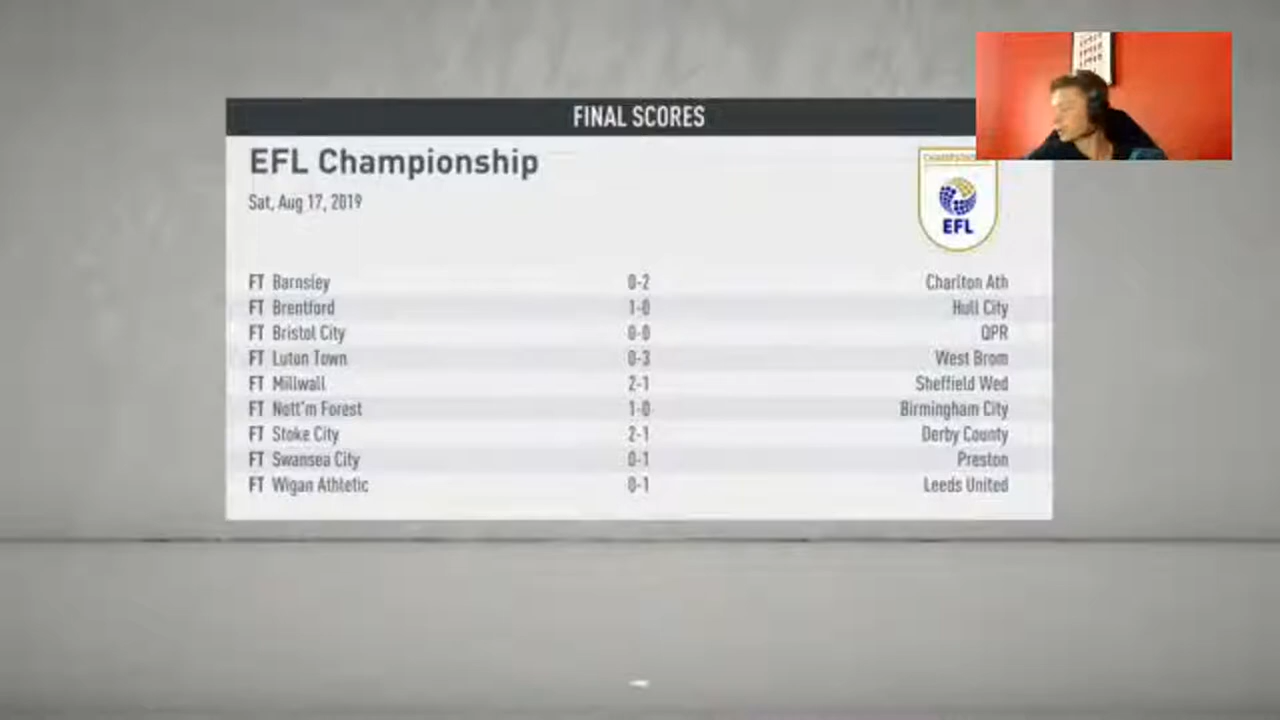 FINAL SCORES
EFL Championship
Sat, Aug 17, 2019
EFL
FT Barnsley 0-2 Charlton Ath
FT Brentford 1-0 Hull City
FT Bristol City 0-0 QPR
FT Luton Town 0-3 West Brom
FT Millwall 2-1 Sheffield Wed
FT Nott'm Forest 1-0 Birmingham City
FT Stoke City 2-1 Derby County
FT Swansea City 0-1 Preston
FT Wigan Athletic 0-1 Leeds United